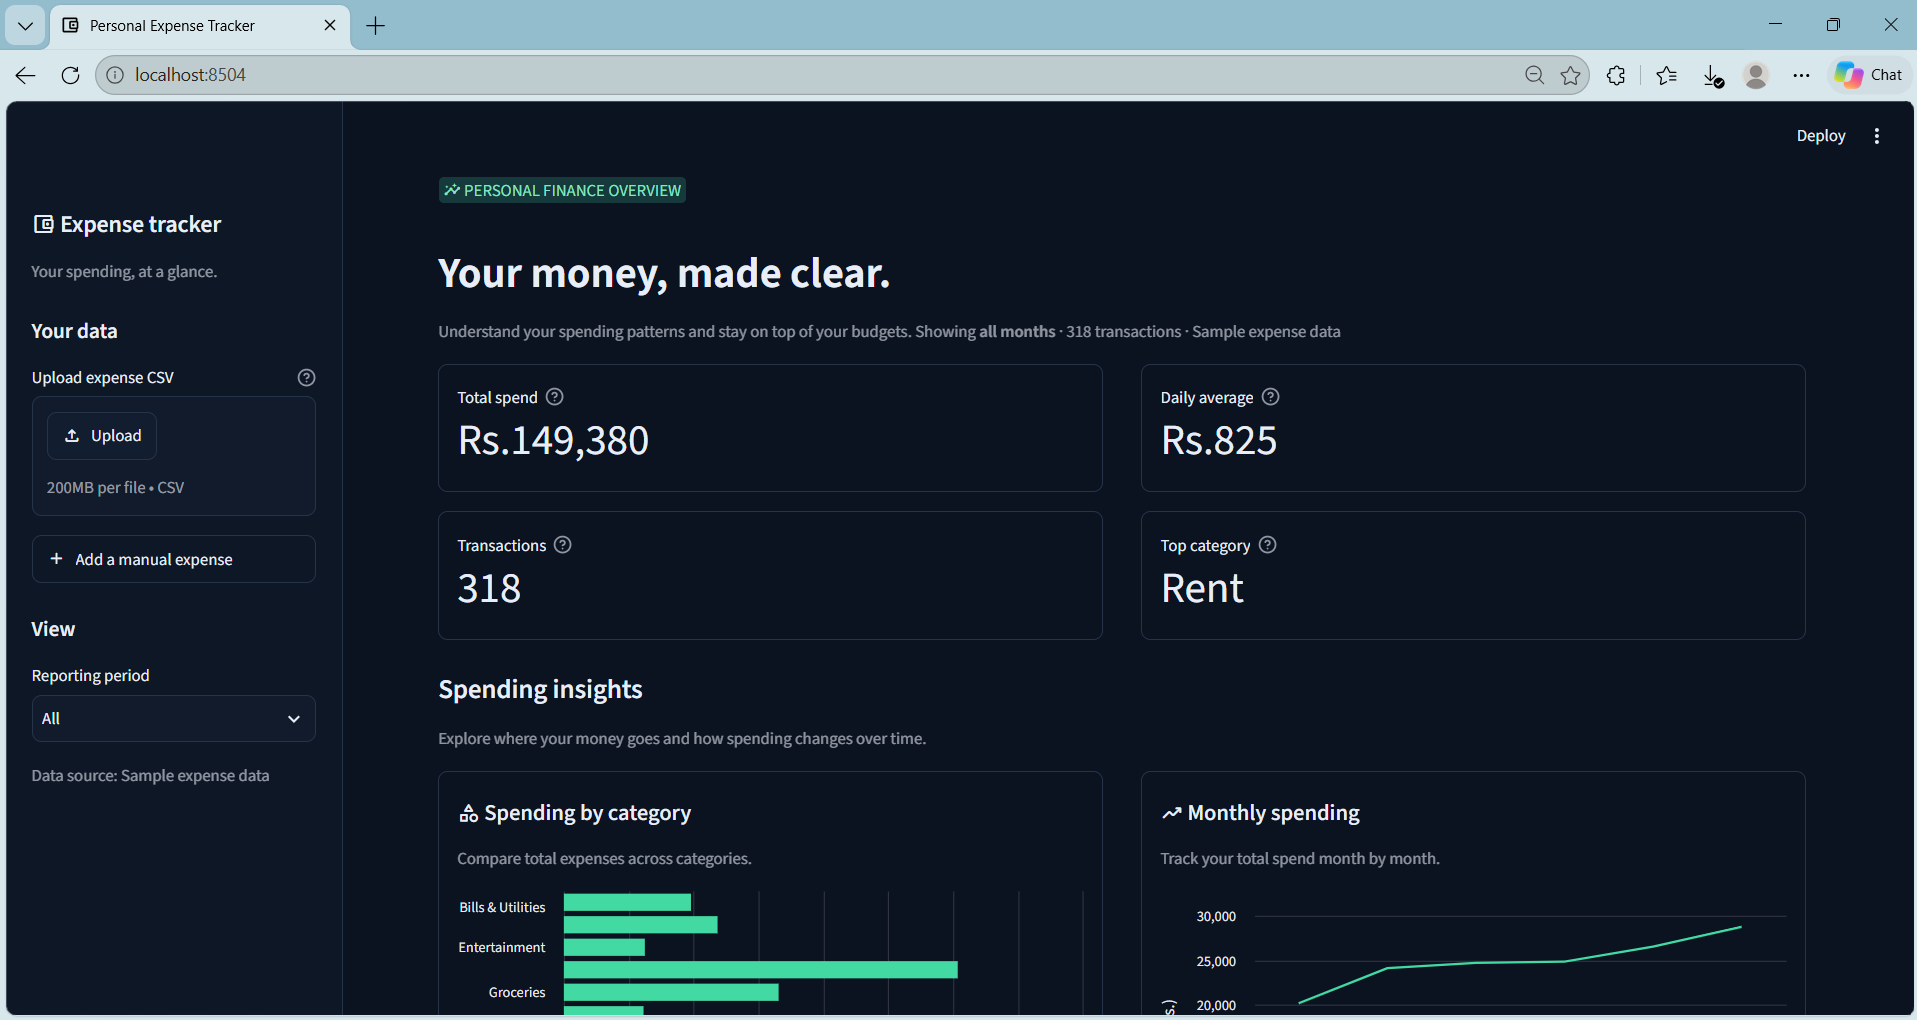 Personal Expense Tracker
localhost:8504
Chat
Deploy
Expense tracker
Your spending, at a glance.
Your data
Upload expense CSV
Upload
200MB per file • CSV
+ Add a manual expense
View
Reporting period
All
Data source: Sample expense data
PERSONAL FINANCE OVERVIEW
Your money, made clear.
Understand your spending patterns and stay on top of your budgets. Showing all months · 318 transactions · Sample expense data
Total spend
Rs.149,380
Daily average
Rs.825
Transactions
318
Top category
Rent
Spending insights
Explore where your money goes and how spending changes over time.
Spending by category
Compare total expenses across categories.
Bills & Utilities
Entertainment
Groceries
Monthly spending
Track your total spend month by month.
30,000
25,000
20,000
s.)